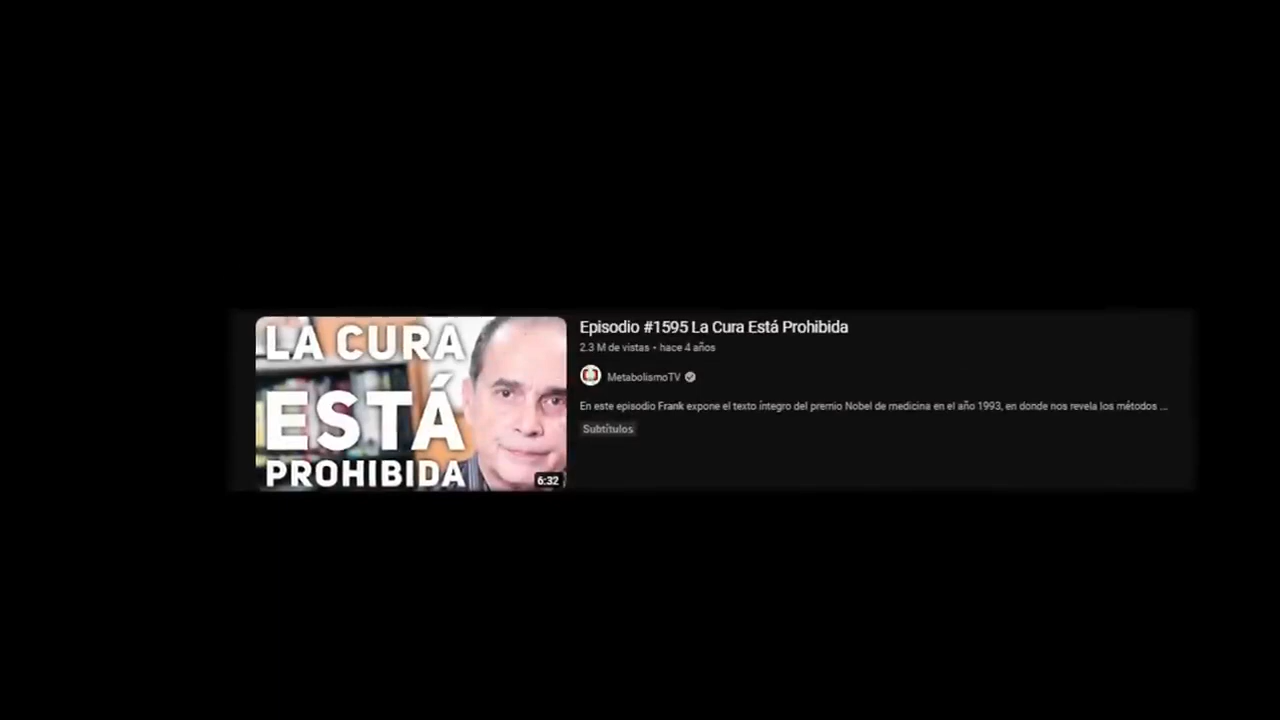 LA CURA
ESTÁ
PROHIBIDA
6:32
Episodio #1595 La Cura Está Prohibida
2.3 M de vistas • hace 4 años
MetabolismoTV
En este episodio Frank expone el texto íntegro del premio Nobel de medicina en el año 1993, en donde nos revela los métodos ...
Subtítulos